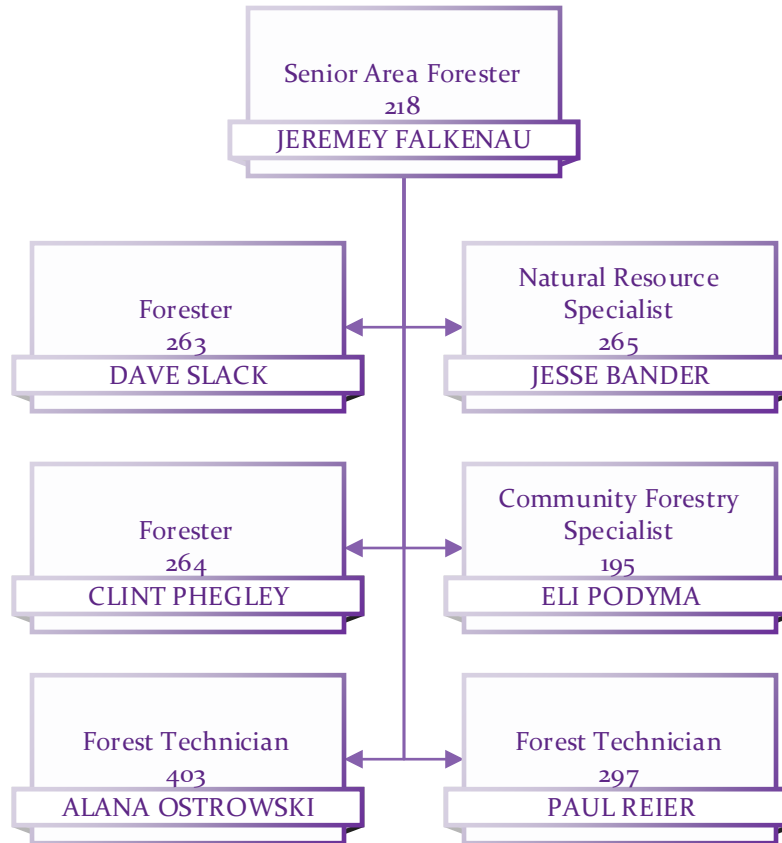 Senior Area Forester
218
JEREMEY FALKENAU
Forester
263
DAVE SLACK
Natural Resource
Specialist
265
JESSE BANDER
Forester
264
CLINT PHEGLEY
Community Forestry
Specialist
195
ELI PODYMA
Forest Technician
403
ALANA OSTROWSKI
Forest Technician
297
PAUL REIER